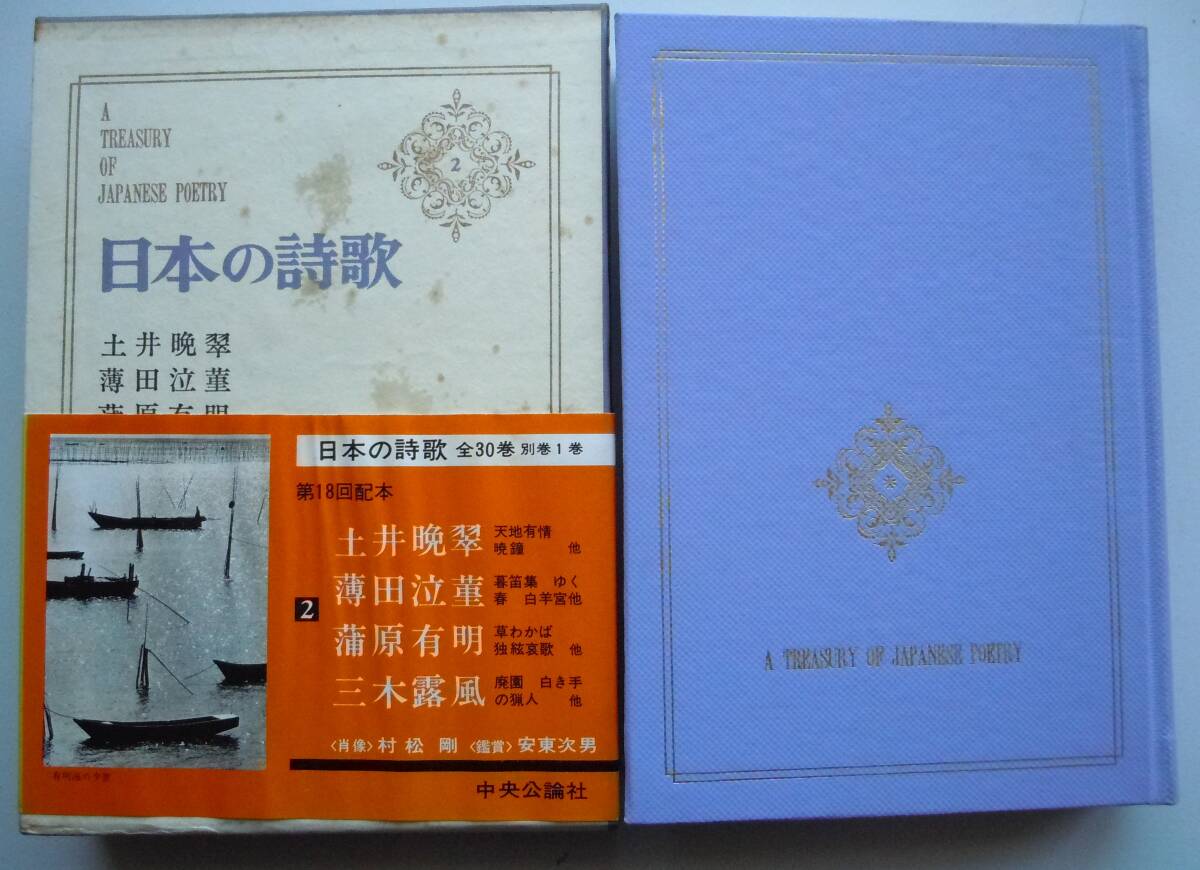 A
TREASURY
OF
JAPANESE POETRY
2
日本の詩歌
土井晩翠
薄田泣菫
蒲原有明
日本の詩歌 全30巻 別巻1巻
第18回配本
2
土井晩翠
天地有情
暁鐘 他
薄田泣菫
暮笛集 ゆく
春 白羊宮他
蒲原有明
草わかば
独絃哀歌 他
三木露風
廃園 白き手
の猟人 他
〈肖像〉村松 剛 〈鑑賞〉安東次男
中央公論社
A TREASURY OF JAPANESE POETRY